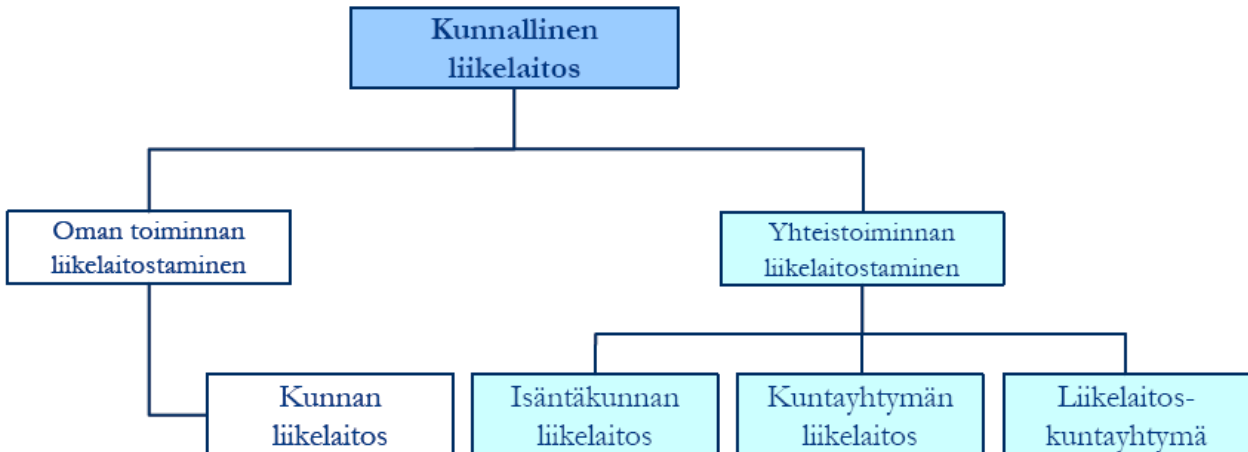 Kunnallinen
liikelaitos
Oman toiminnan
liikelaitostaminen
Yhteistoiminnan
liikelaitostaminen
Kunnan
liikelaitos
Isäntäkunnan
liikelaitos
Kuntayhtymän
liikelaitos
Liikelaitos-
kuntayhtymä